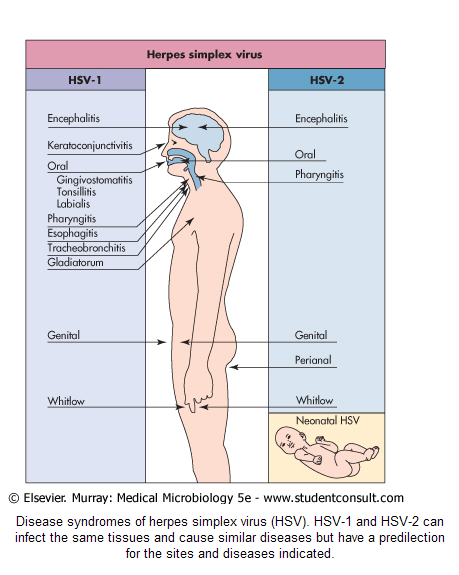 Herpes simplex virus
HSV-1
HSV-2
Encephalitis
Keratoconjunctivitis
Oral
Gingivostomatitis
Tonsillitis
Labialis
Pharyngitis
Esophagitis
Tracheobronchitis
Gladiatorum
Genital
Whitlow
Encephalitis
Oral
Pharyngitis
Genital
Perianal
Whitlow
Neonatal HSV
© Elsevier. Murray: Medical Microbiology 5e - www.studentconsult.com
Disease syndromes of herpes simplex virus (HSV). HSV-1 and HSV-2 can
infect the same tissues and cause similar diseases but have a predilection
for the sites and diseases indicated.